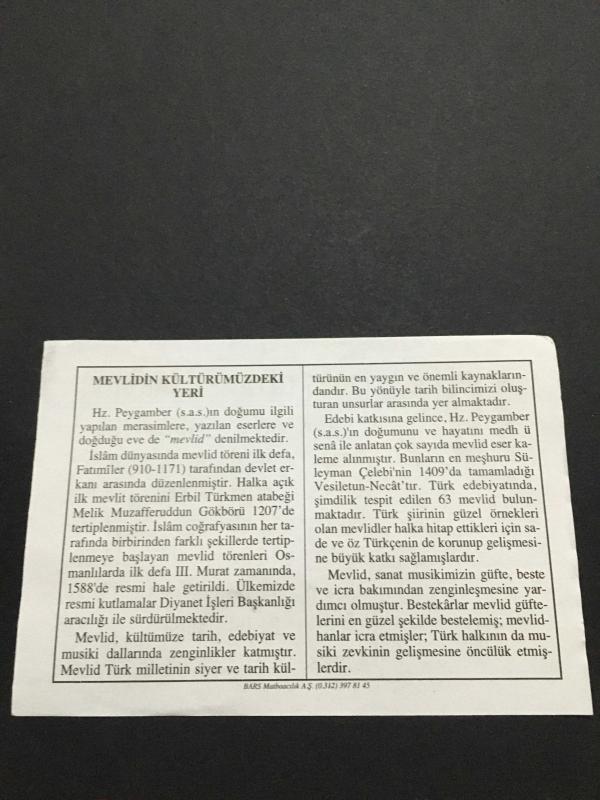 MEVLİDİN KÜLTÜRÜMÜZDEKİ
YERİ
Hz. Peygamber (s.a.s.)ın doğumu ilgili
yapılan merasimlere, yazılan eserlere ve
doğduğu eve de "mevlid" denilmektedir.
İslâm dünyasında mevlid töreni ilk defa,
Fatımîler (910-1171) tarafından devlet er-
kanı arasında düzenlenmiştir. Halka açık
ilk mevlit törenini Erbil Türkmen atabeği
Melik Muzafferuddun Gökbörü 1207'de
tertiplenmiştir. İslâm coğrafyasının her ta-
rafında birbirinden farklı şekillerde tertip-
lenmeye başlayan mevlid törenleri Os-
manlılarda ilk defa III. Murat zamanında,
1588'de resmi hale getirildi. Ülkemizde
resmi kutlamalar Diyanet İşleri Başkanlığı
aracılığı ile sürdürülmektedir.
Mevlid, kültümüze tarih, edebiyat ve
musiki dallarında zenginlikler katmıştır.
Mevlid Türk milletinin siyer ve tarih kül-
türünün en yaygın ve önemli kaynakların-
dandır. Bu yönüyle tarih bilincimizi oluş-
turan unsurlar arasında yer almaktadır.
Edebi katkısına gelince, Hz. Peygamber
(s.a.s.)'ın doğumunu ve hayatını medh ü
senâ ile anlatan çok sayıda mevlid eser ka-
leme alınmıştır. Bunların en meşhuru Sü-
leyman Çelebi'nin 1409'da tamamladığı
Vesiletun-Necât'tır. Türk edebiyatında,
şimdilik tespit edilen 63 mevlid bulun-
maktadır. Türk şiirinin güzel örnekleri
olan mevlidler halka hitap ettikleri için sa-
de ve öz Türkçenin de korunup gelişmesi-
ne büyük katkı sağlamışlardır.
Mevlid, sanat musikimizin güfte, beste
ve icra bakımından zenginleşmesine yar-
dımcı olmuştur. Bestekârlar mevlid güfte-
lerini en güzel şekilde bestelemiş; mevlid-
hanlar icra etmişler; Türk halkının da mu-
siki zevkinin gelişmesine öncülük etmiş-
lerdir.
BARS Matbaacılık A.Ş. (0.312) 397 81 45